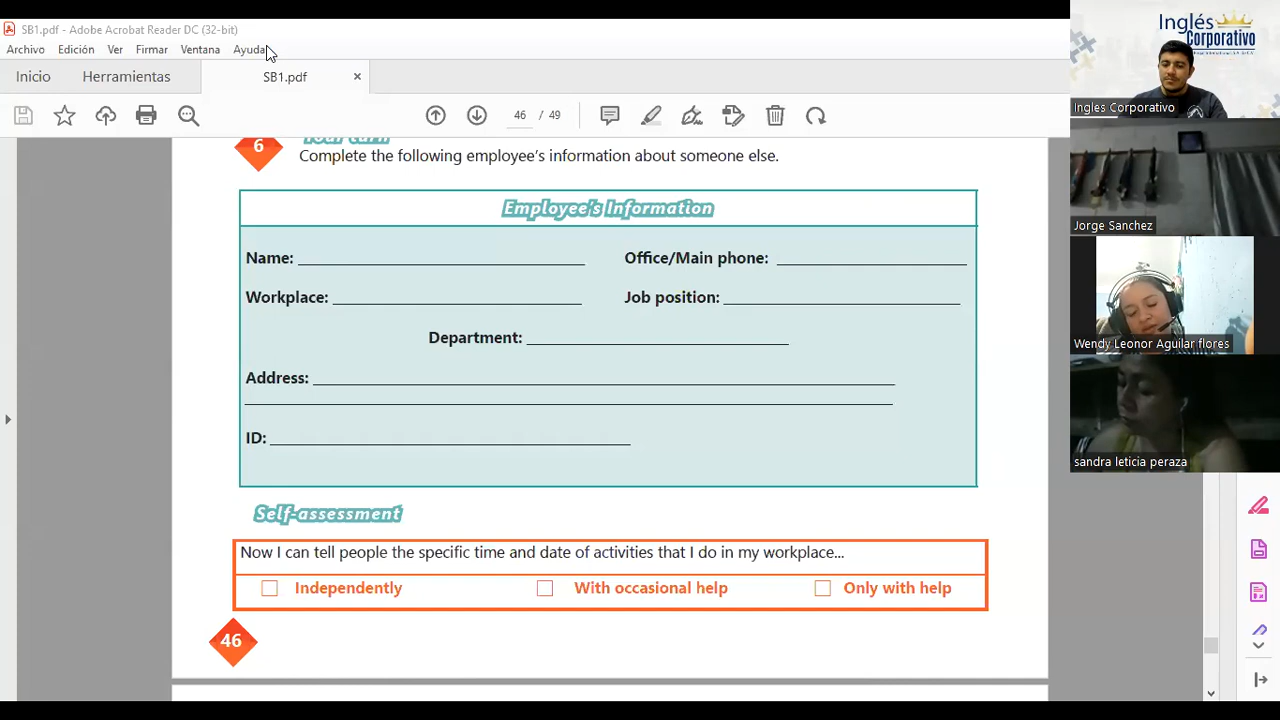 SB1.pdf - Adobe Acrobat Reader DC (32-bit)
Archivo Edición Ver Firmar Ventana Ayuda
Inicio Herramientas SB1.pdf ×
46 / 49
6 Your turn
Complete the following employee's information about someone else.
Employee's Information
Name: Office/Main phone:
Workplace: Job position:
Department:
Address:
ID:
Self-assessment
Now I can tell people the specific time and date of activities that I do in my workplace...
Independently With occasional help Only with help
46
Inglés
Corporativo
Ingles Corporativo
Jorge Sanchez
Wendy Leonor Aguilar flores
sandra leticia peraza